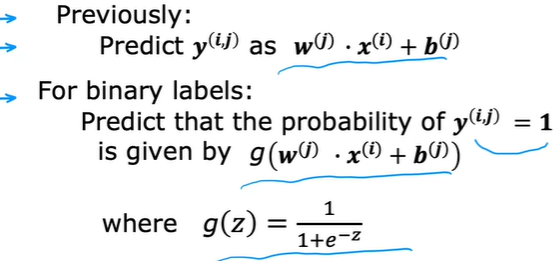 Previously:
Predict y^(i,j) as w^(j) · x^(i) + b^(j)
For binary labels:
Predict that the probability of y^(i,j) = 1
is given by g(w^(j) · x^(i) + b^(j))
where g(z) = 1/(1+e^-z)